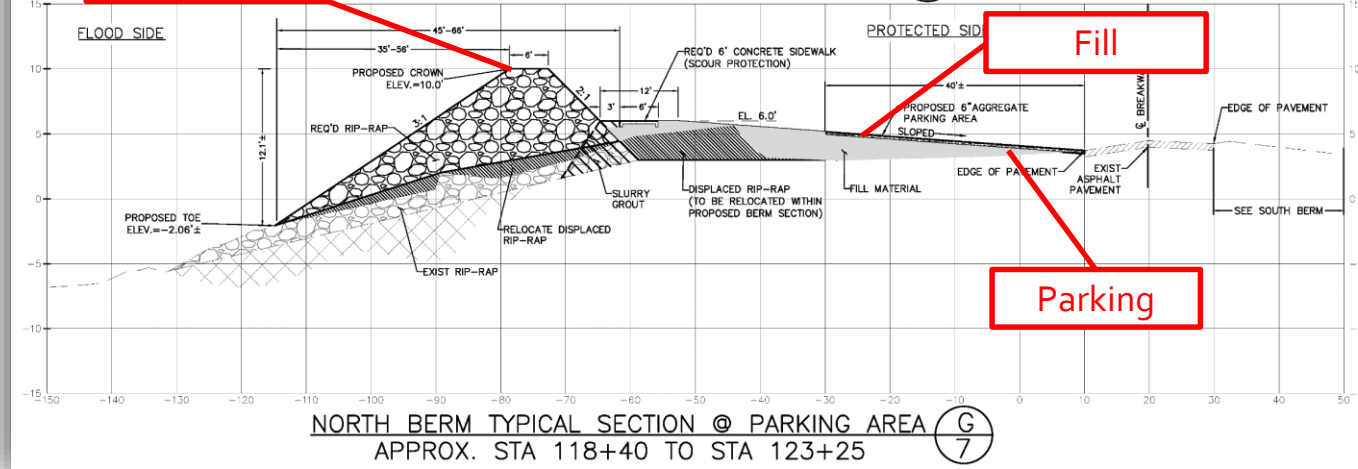 15
FLOOD SIDE
45'-66'
35'-56'
6'
PROPOSED CROWN
ELEV.=10.0'
REQ'D 6' CONCRETE SIDEWALK
(SCOUR PROTECTION)
PROTECTED SID
Fill
15
10
2:1
12'
3'
6'
EL. 6.0'
40'±
PROPOSED 6"AGGREGATE
PARKING AREA
SLOPED
℄ BREAKWA
EDGE OF PAVEMENT
3:1
REQ'D RIP-RAP
12.1'±
5
0
SLURRY
GROUT
DISPLACED RIP-RAP
(TO BE RELOCATED WITHIN
PROPOSED BERM SECTION)
FILL MATERIAL
EDGE OF PAVEMENT
EXIST
ASPHALT
PAVEMENT
SEE SOUTH BERM
PROPOSED TOE
ELEV.=-2.06'±
RELOCATE DISPLACED
RIP-RAP
EXIST RIP-RAP
Parking
-5
-10
-15
-150 -140 -130 -120 -110 -100 -90 -80 -70 -60 -50 -40 -30 -20 -10 0 10 20 30 40 50
NORTH BERM TYPICAL SECTION @ PARKING AREA
G
7
APPROX. STA 118+40 TO STA 123+25